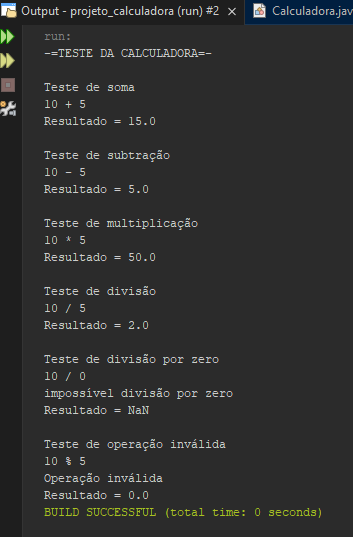 Output - projeto_calculadora (run) #2 × Calculadora.jav
run:
-=TESTE DA CALCULADORA=-
Teste de soma
10 + 5
Resultado = 15.0
Teste de subtração
10 - 5
Resultado = 5.0
Teste de multiplicação
10 * 5
Resultado = 50.0
Teste de divisão
10 / 5
Resultado = 2.0
Teste de divisão por zero
10 / 0
impossível divisão por zero
Resultado = NaN
Teste de operação inválida
10 % 5
Operação inválida
Resultado = 0.0
BUILD SUCCESSFUL (total time: 0 seconds)